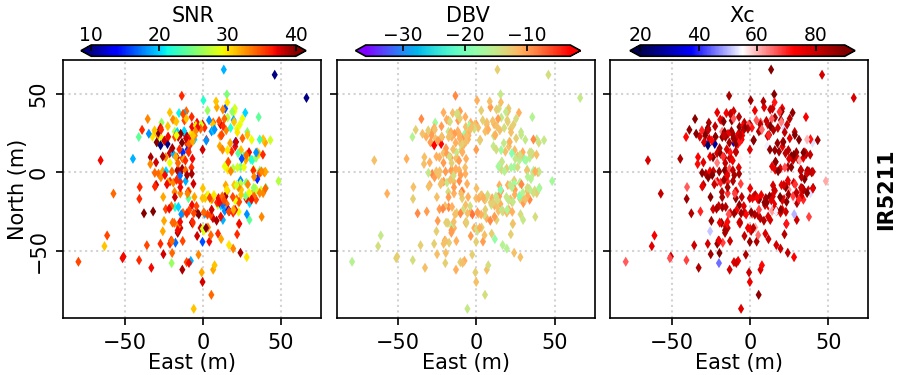 SNR
10 20 30 40
DBV
−30 −20 −10
Xc
20 40 60 80
North (m)
50
0
−50
−50 0 50
East (m)
−50 0 50
East (m)
−50 0 50
East (m)
IR5211